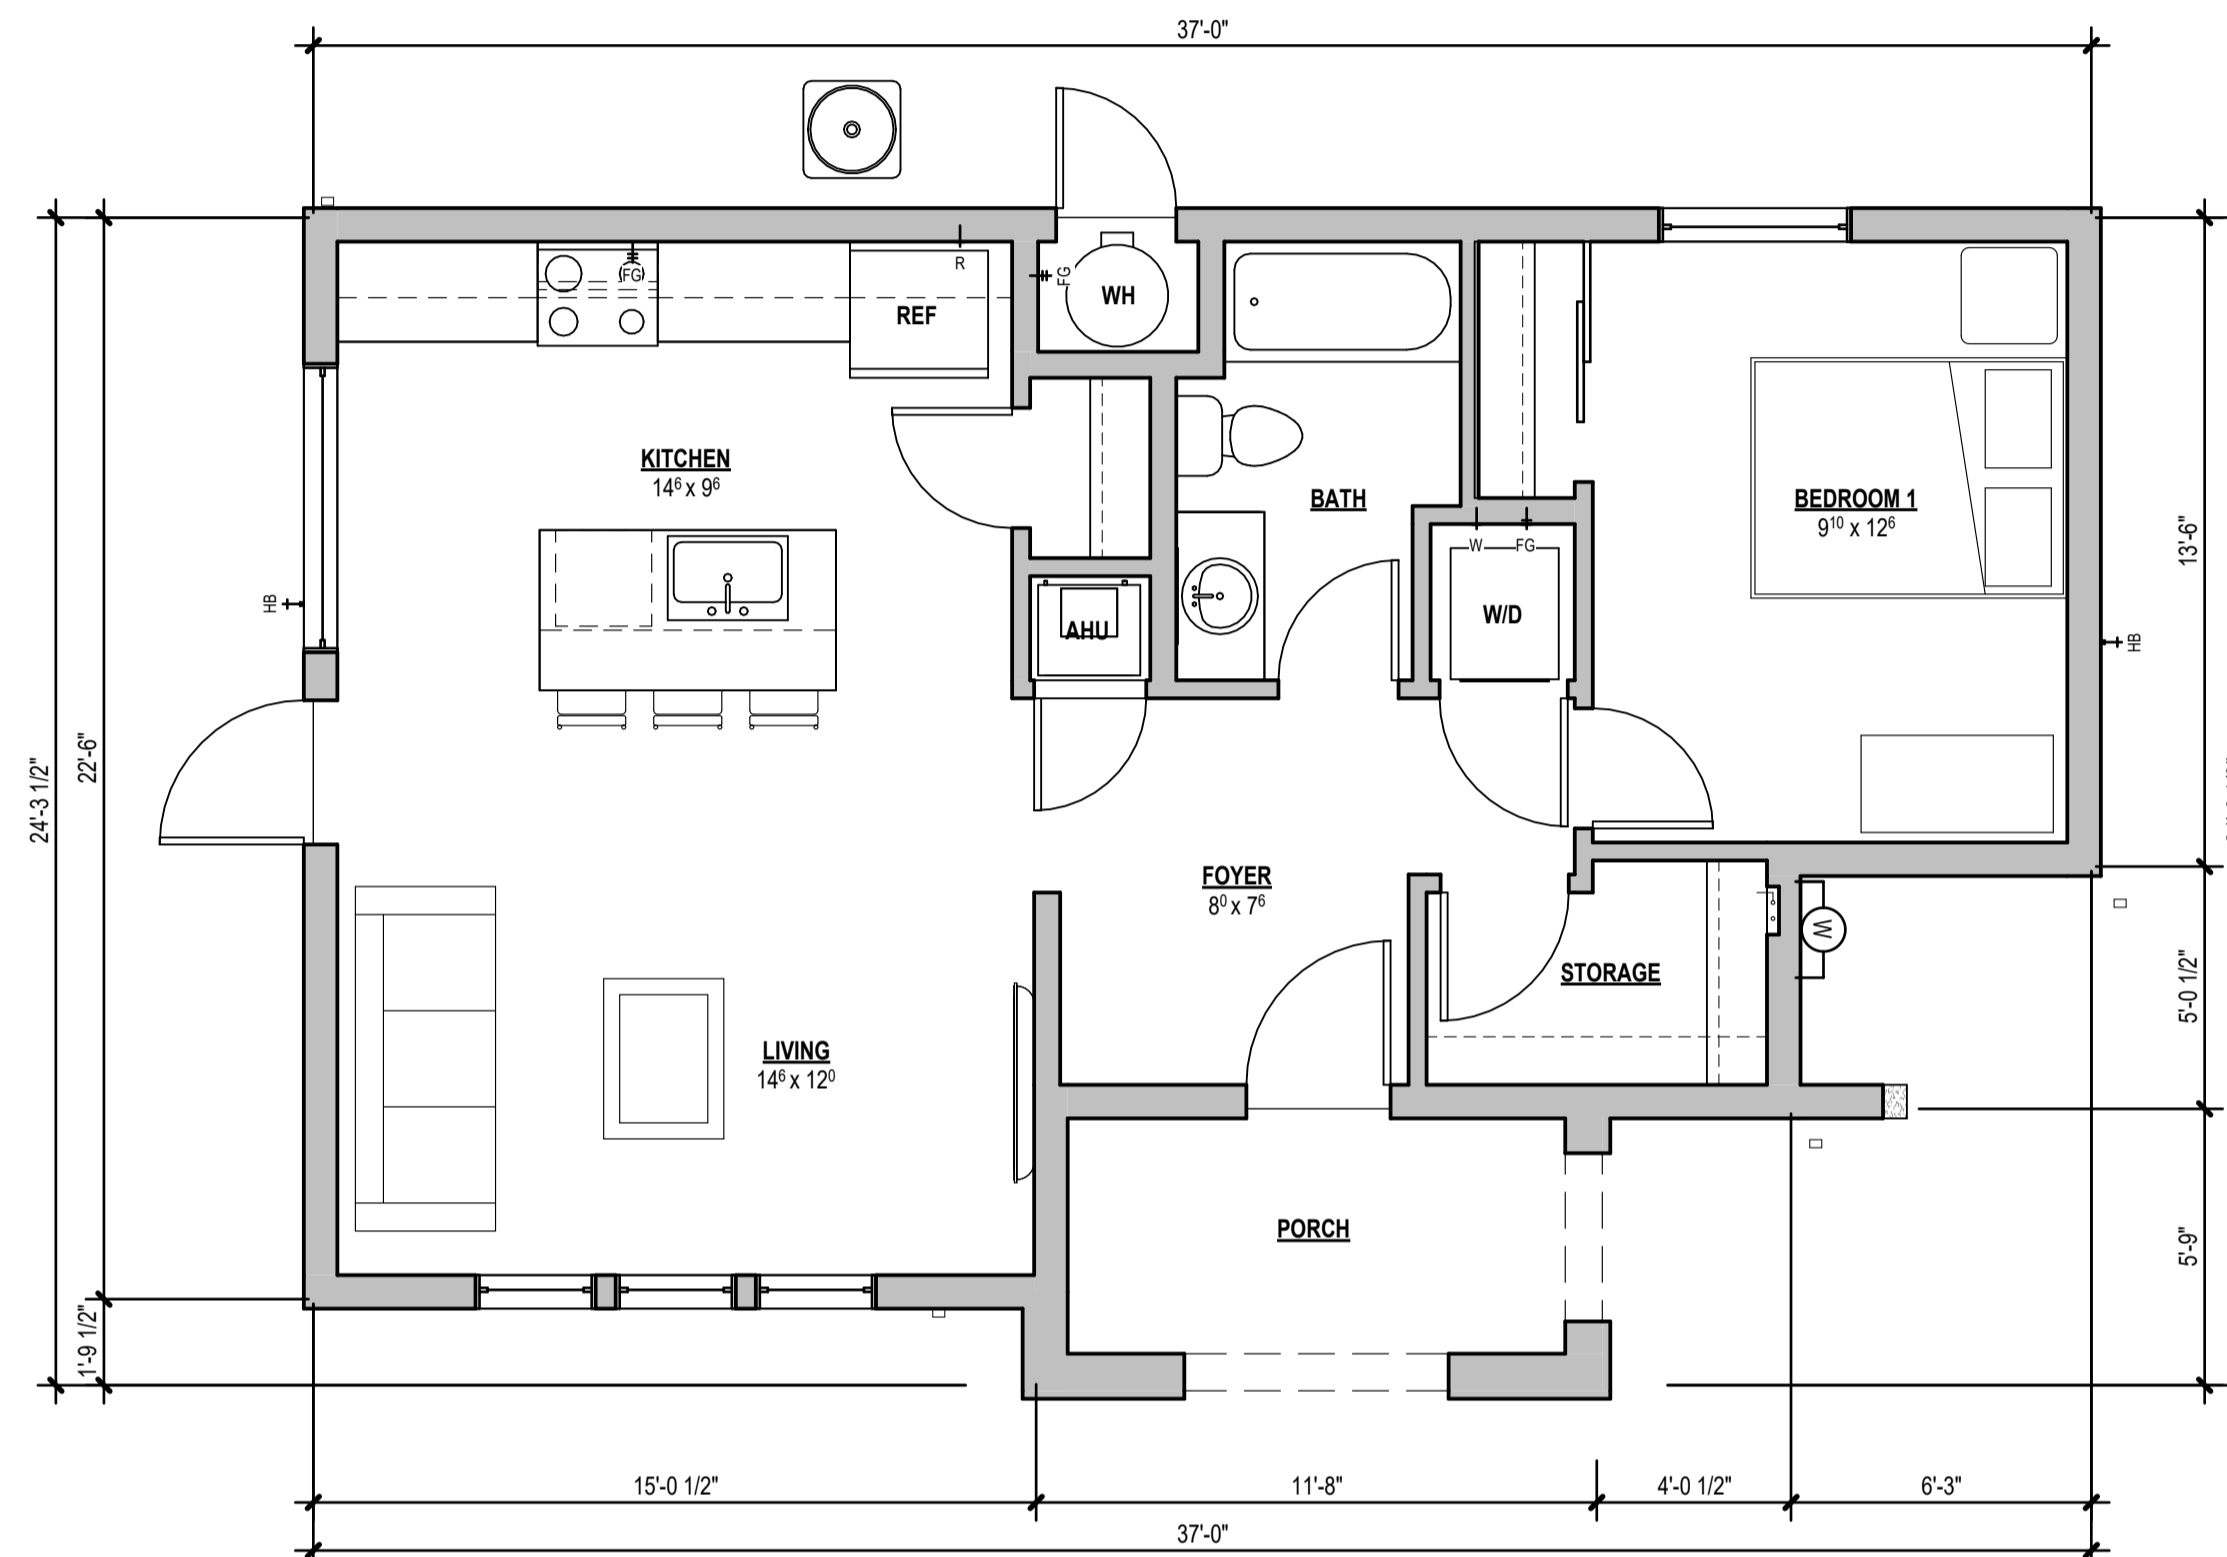 37'-0"
FG
R
REF
FG
WH
KITCHEN
14⁶ x 9⁶
BATH
BEDROOM 1
9¹⁰ x 12⁶
13'-6"
W
FG
HB
AHU
W/D
HB
24'-3 1/2"
22'-6"
FOYER
8⁰ x 7⁶
W
STORAGE
5'-0 1/2"
LIVING
14⁶ x 12⁰
PORCH
5'-9"
1'-9 1/2"
15'-0 1/2"
11'-8"
4'-0 1/2"
6'-3"
37'-0"